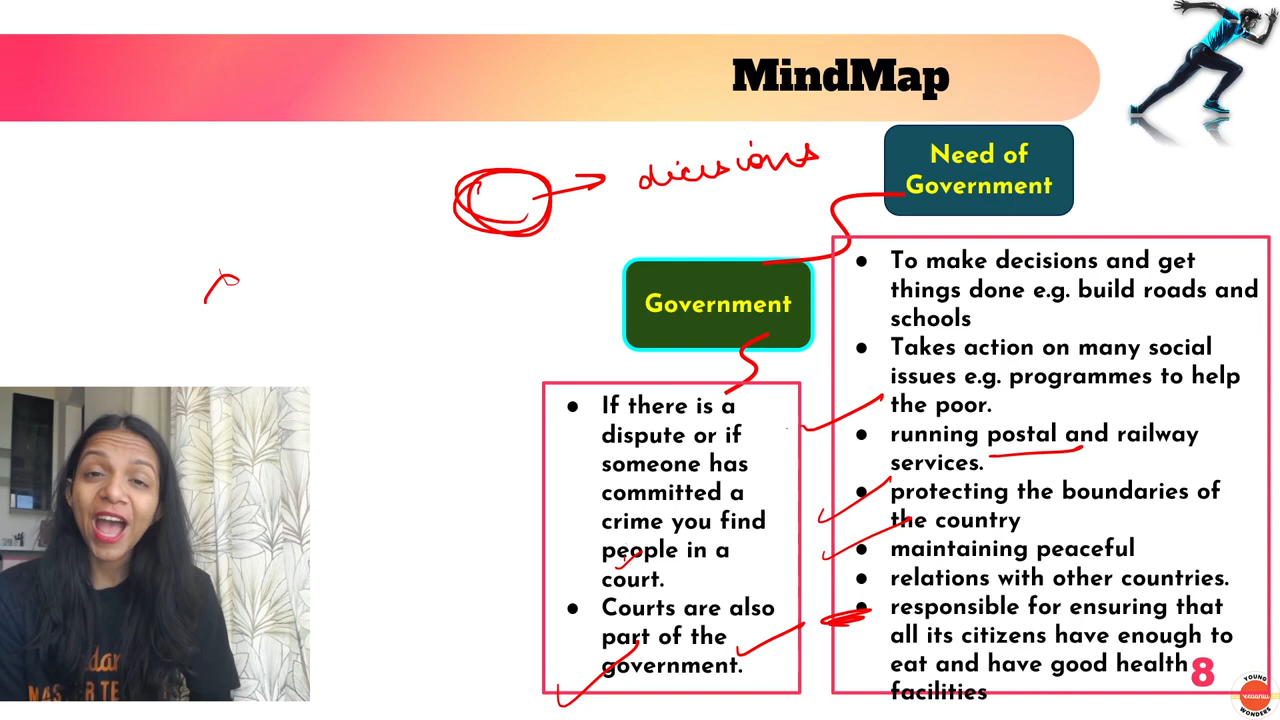 MindMap
decisions
Need of
Government
Government
● To make decisions and get
things done e.g. build roads and
schools
● Takes action on many social
issues e.g. programmes to help
the poor.
● running postal and railway
services.
● protecting the boundaries of
the country
● maintaining peaceful
● relations with other countries.
● responsible for ensuring that
all its citizens have enough to
eat and have good health
facilities
● If there is a
dispute or if
someone has
committed a
crime you find
people in a
court.
● Courts are also
part of the
government.
MASTER TE
8
YOUNG
WONDERS